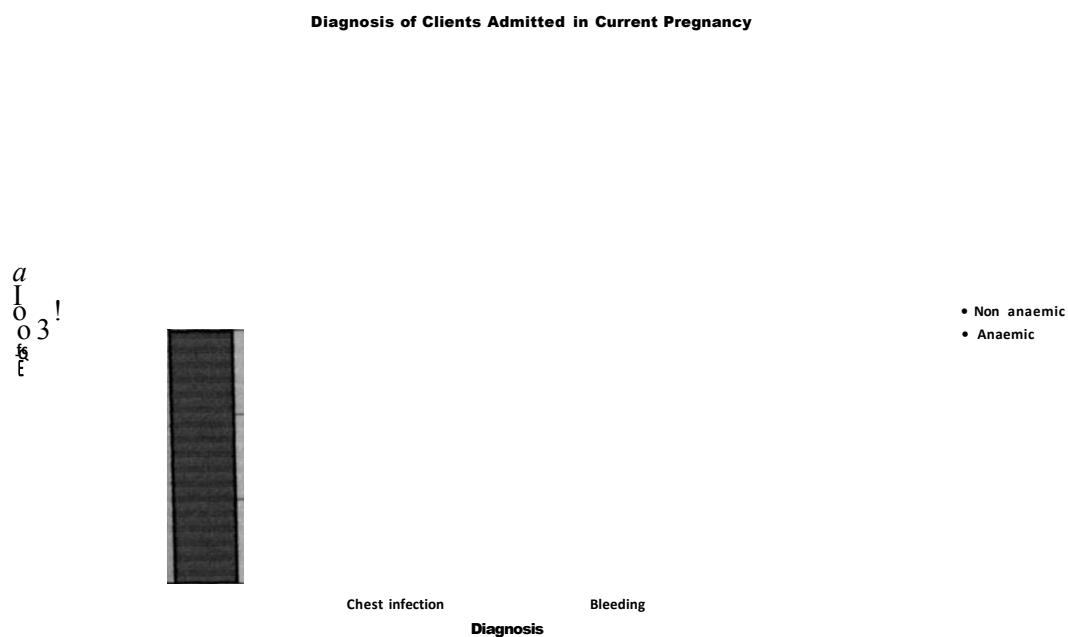 Diagnosis of Clients Admitted in Current Pregnancy
• Non anaemic
• Anaemic
Chest infection
Bleeding
Diagnosis